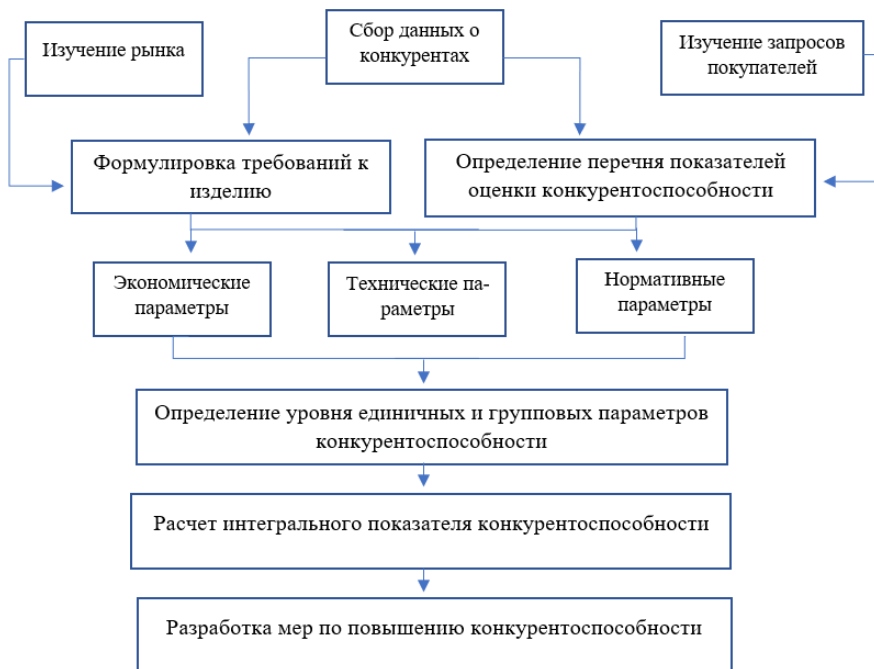 Изучение рынка
Сбор данных о
конкурентах
Изучение запросов
покупателей
Формулировка требований к
изделию
Определение перечня показателей
оценки конкурентоспособности
Экономические
параметры
Технические па-
раметры
Нормативные
параметры
Определение уровня единичных и групповых параметров
конкурентоспособности
Расчет интегрального показателя конкурентоспособности
Разработка мер по повышению конкурентоспособности